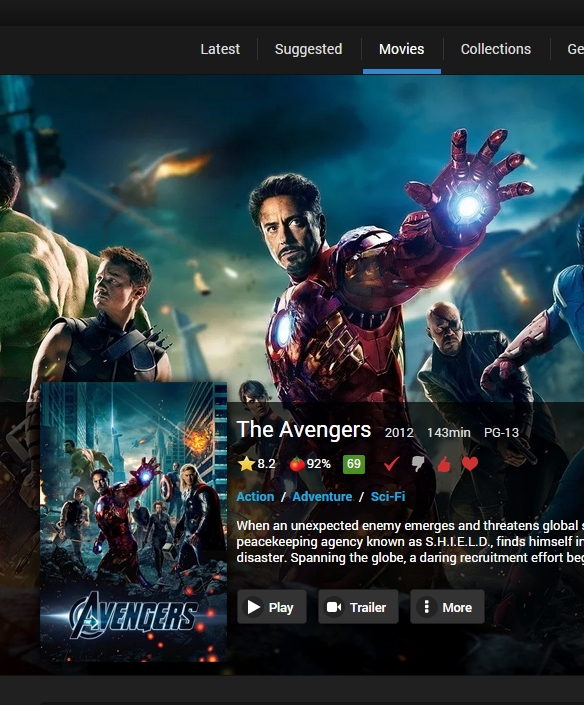 Latest Suggested Movies Collections Ge
The Avengers 2012 143min PG-13
8.2 92% 69
Action / Adventure / Sci-Fi
When an unexpected enemy emerges and threatens global s
peacekeeping agency known as S.H.I.E.L.D., finds himself in
disaster. Spanning the globe, a daring recruitment effort beg
Play Trailer More
AVENGERS